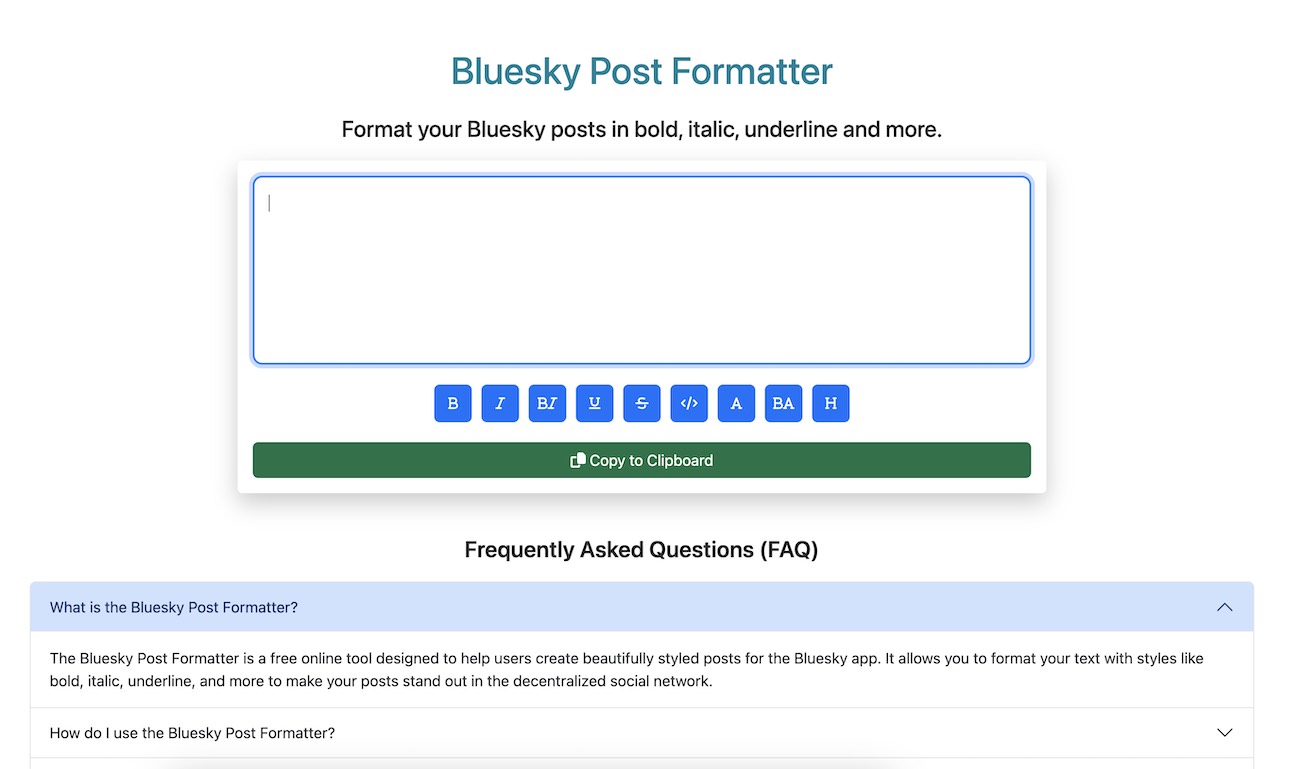 Bluesky Post Formatter
Format your Bluesky posts in bold, italic, underline and more.
B I BI U S </> A BA H
Copy to Clipboard
Frequently Asked Questions (FAQ)
What is the Bluesky Post Formatter?
The Bluesky Post Formatter is a free online tool designed to help users create beautifully styled posts for the Bluesky app. It allows you to format your text with styles like
bold, italic, underline, and more to make your posts stand out in the decentralized social network.
How do I use the Bluesky Post Formatter?